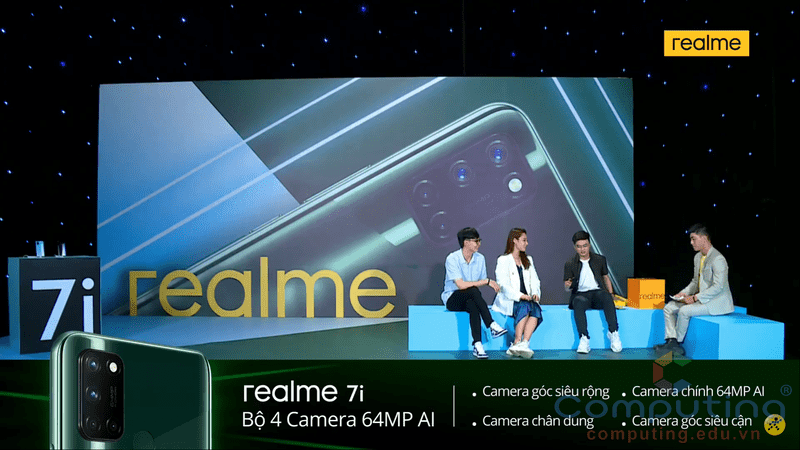 realme
7i
realme
realme
realme 7i
Bộ 4 Camera 64MP AI
• Camera góc siêu rộng
• Camera chính 64MP AI
• Camera chân dung
• Camera góc siêu cận
Computing
computing.edu.vn